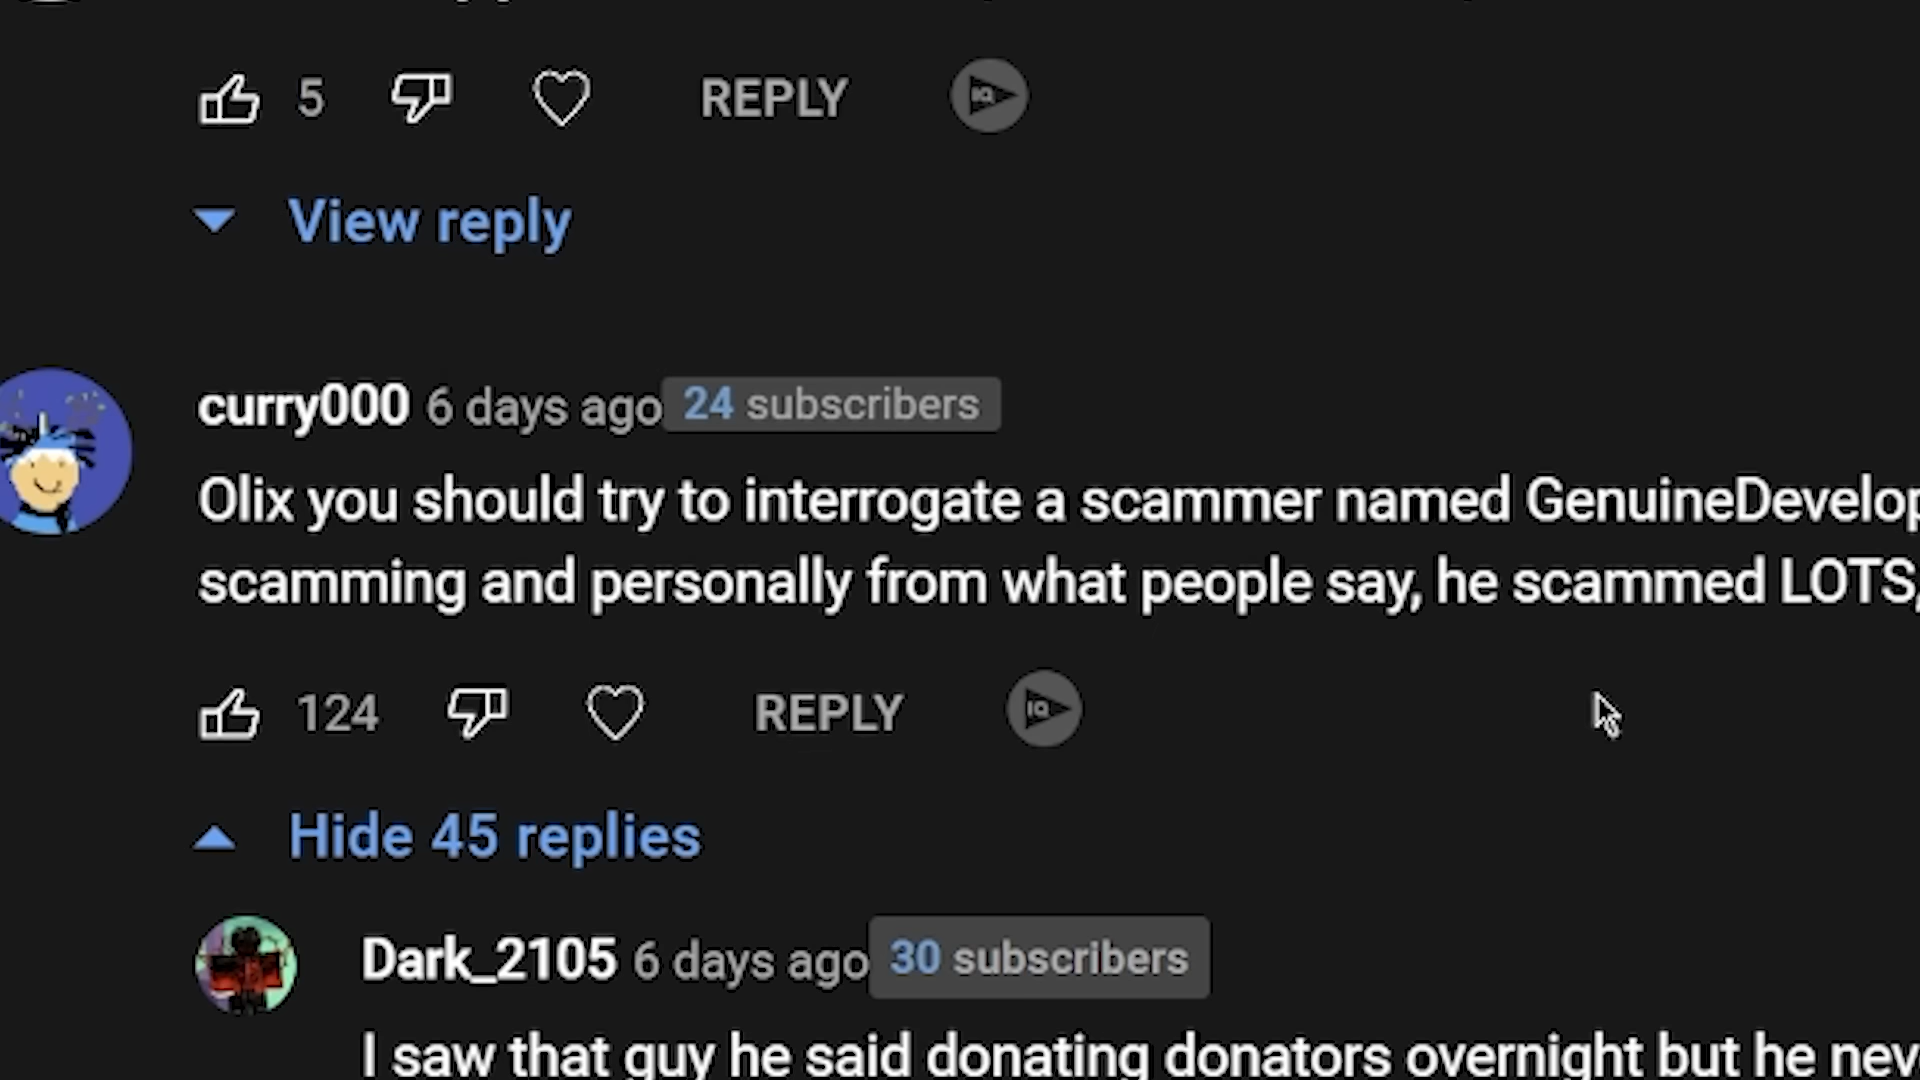 5 REPLY
View reply
curry000 6 days ago 24 subscribers
Olix you should try to interrogate a scammer named
scamming and personally from what people say, he scammed LOTS,
124 REPLY
Hide 45 replies
Dark_2105 6 days ago 30 subscribers
I saw that guy he said donating donators overnight but he